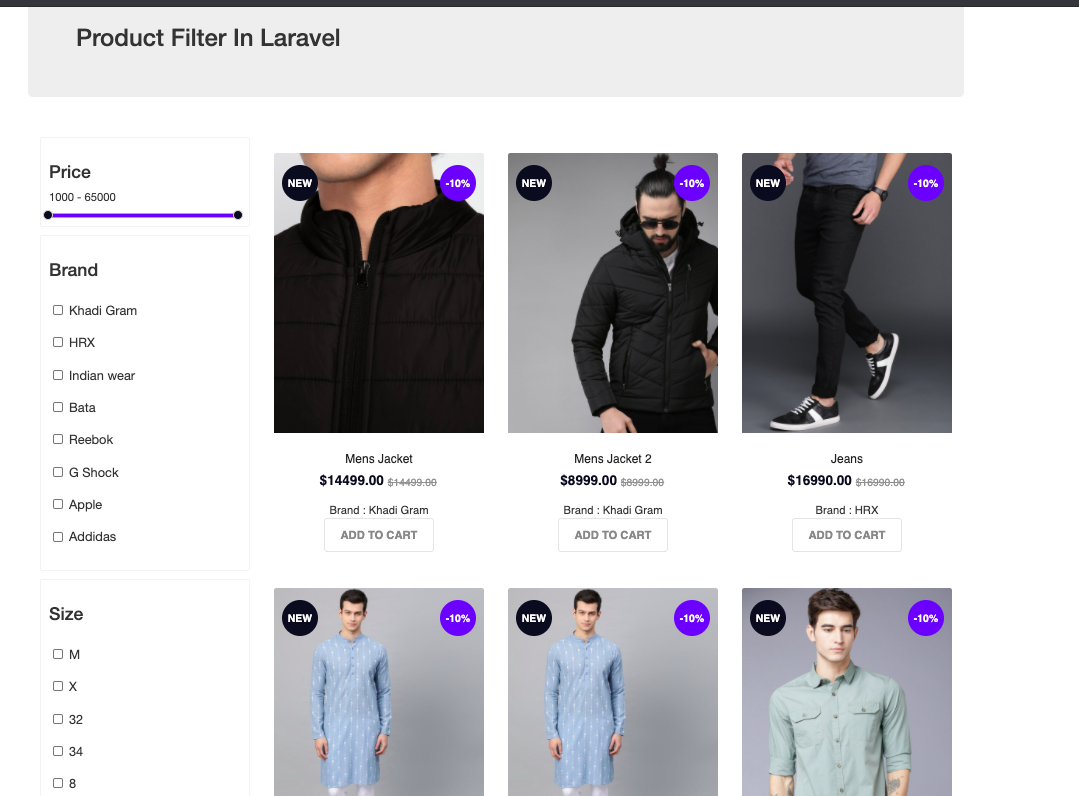 Product Filter In Laravel
Price
1000 - 65000
Brand
Khadi Gram
HRX
Indian wear
Bata
Reebok
G Shock
Apple
Addidas
Size
M
X
32
34
8
NEW
-10%
Mens Jacket
$14499.00 $14499.00
Brand : Khadi Gram
ADD TO CART
NEW
-10%
Mens Jacket 2
$8999.00 $8999.00
Brand : Khadi Gram
ADD TO CART
NEW
-10%
Jeans
$16990.00 $16990.00
Brand : HRX
ADD TO CART
NEW
-10%
NEW
-10%
NEW
-10%